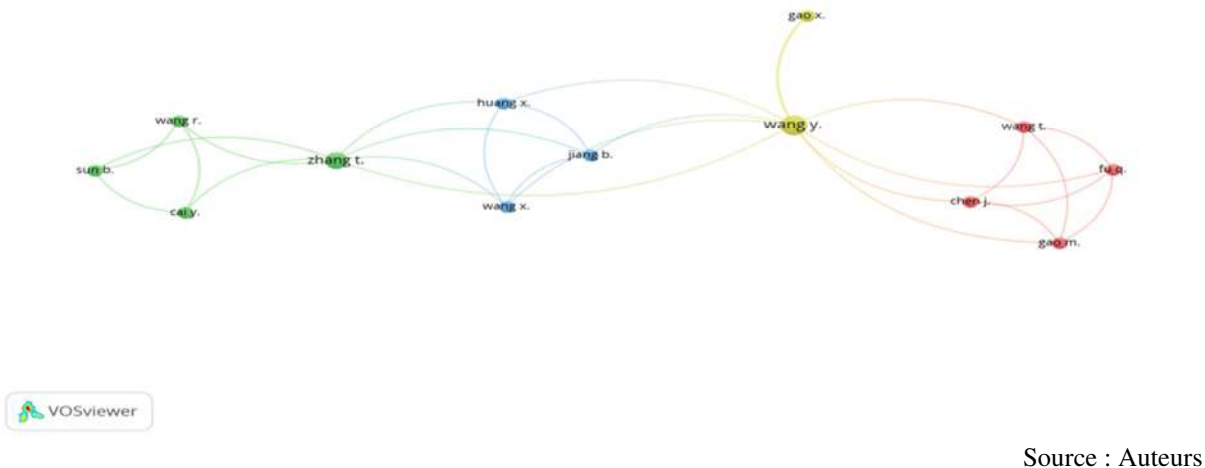 gao x.
huang x.
wang r.
wang y.
wang t.
zhang t.
jiang b.
sun b.
fu q.
cai y.
wang x.
chen j.
gao m.
VOSviewer
Source : Auteurs